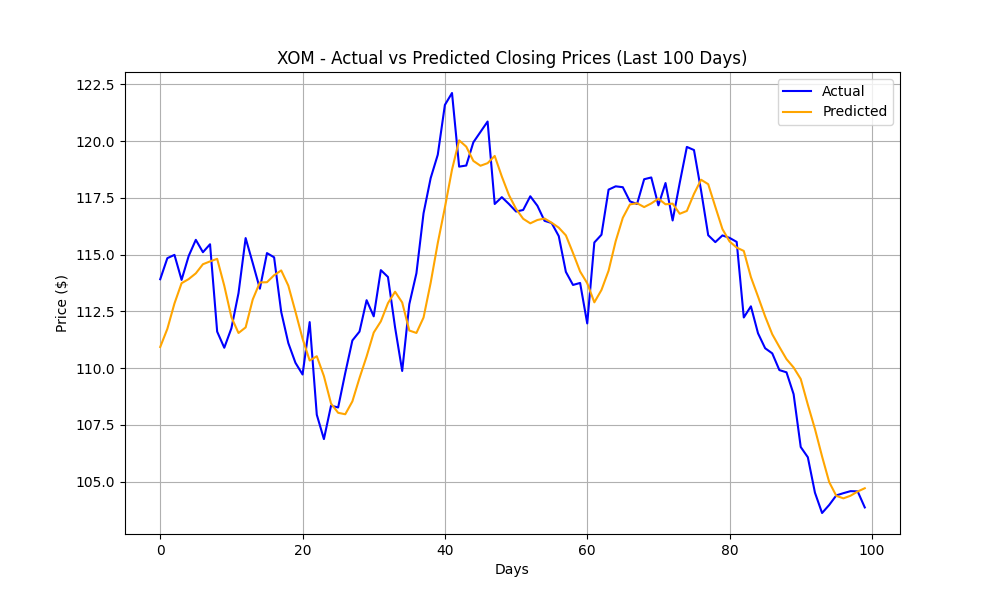 XOM - Actual vs Predicted Closing Prices (Last 100 Days)
Actual
Predicted
122.5
120.0
117.5
115.0
112.5
110.0
107.5
105.0
Price ($)
0 20 40 60 80 100
Days